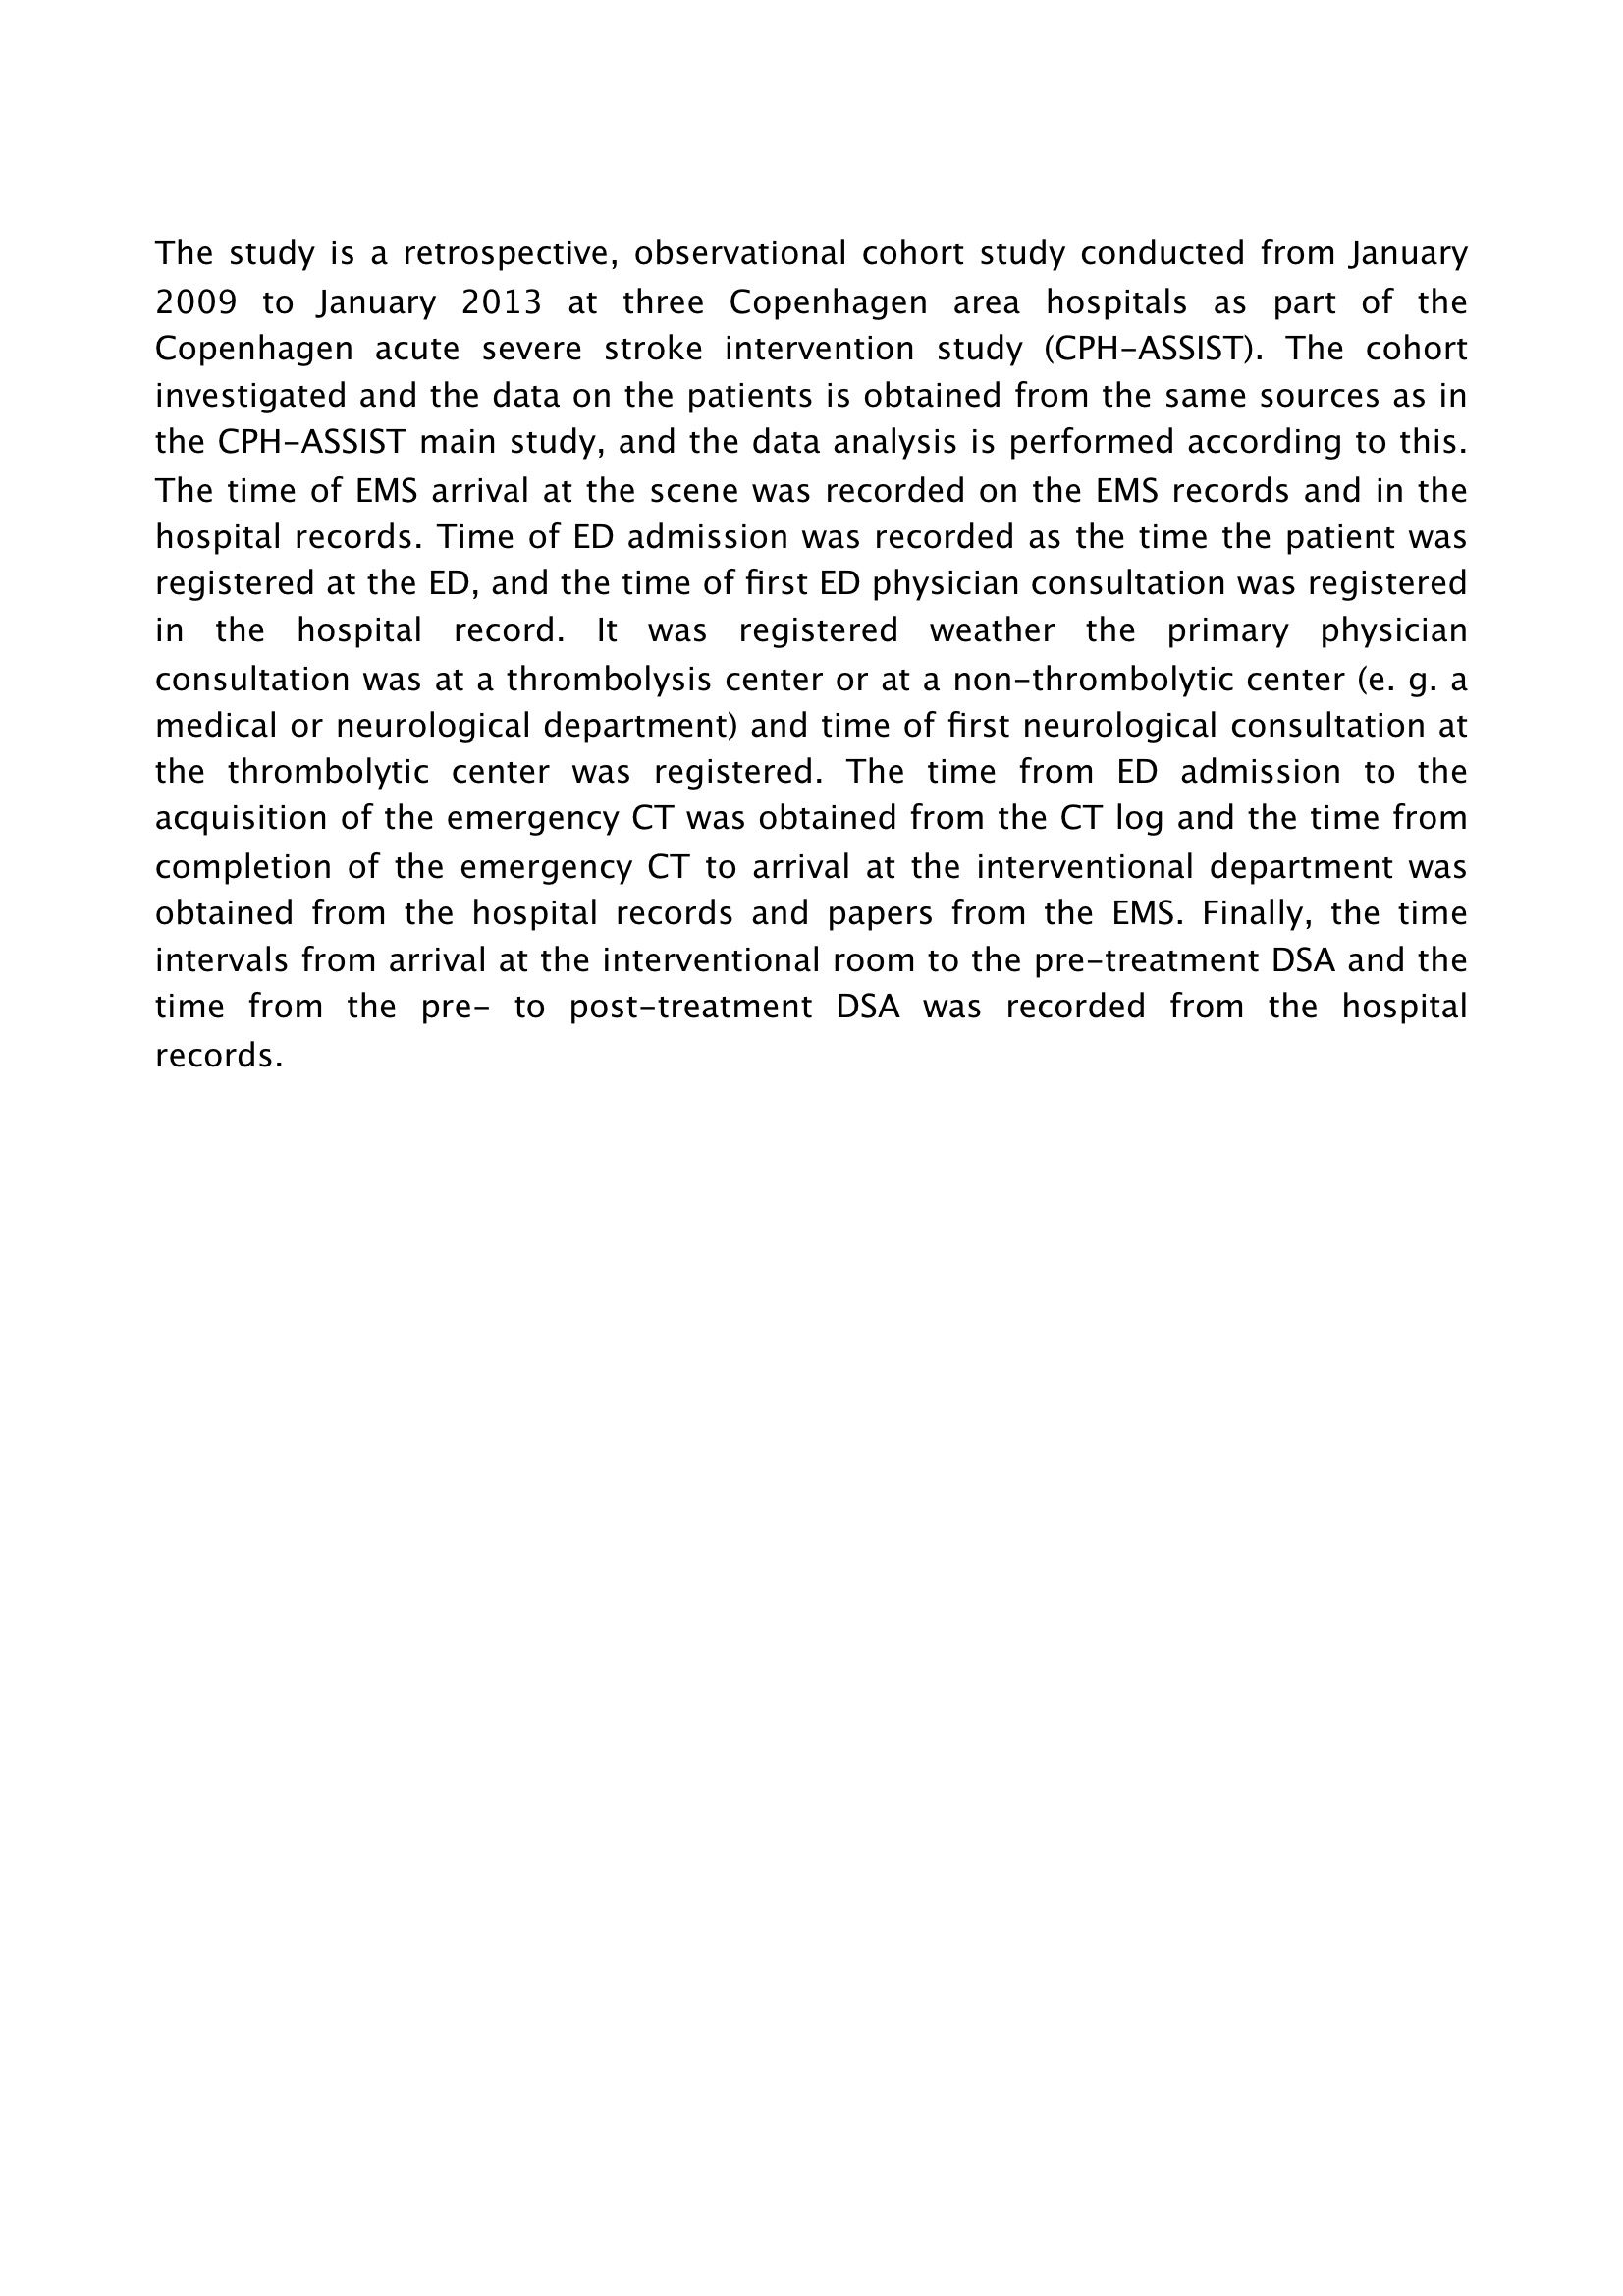 The study is a retrospective, observational cohort study conducted from January
2009 to January 2013 at three Copenhagen area hospitals as part of the
Copenhagen acute severe stroke intervention study (CPH-ASSIST). The cohort
investigated and the data on the patients is obtained from the same sources as in
the CPH-ASSIST main study, and the data analysis is performed according to this.
The time of EMS arrival at the scene was recorded on the EMS records and in the
hospital records. Time of ED admission was recorded as the time the patient was
registered at the ED, and the time of first ED physician consultation was registered
in the hospital record. It was registered weather the primary physician
consultation was at a thrombolysis center or at a non-thrombolytic center (e. g. a
medical or neurological department) and time of first neurological consultation at
the thrombolytic center was registered. The time from ED admission to the
acquisition of the emergency CT was obtained from the CT log and the time from
completion of the emergency CT to arrival at the interventional department was
obtained from the hospital records and papers from the EMS. Finally, the time
intervals from arrival at the interventional room to the pre-treatment DSA and the
time from the pre- to post-treatment DSA was recorded from the hospital
records.